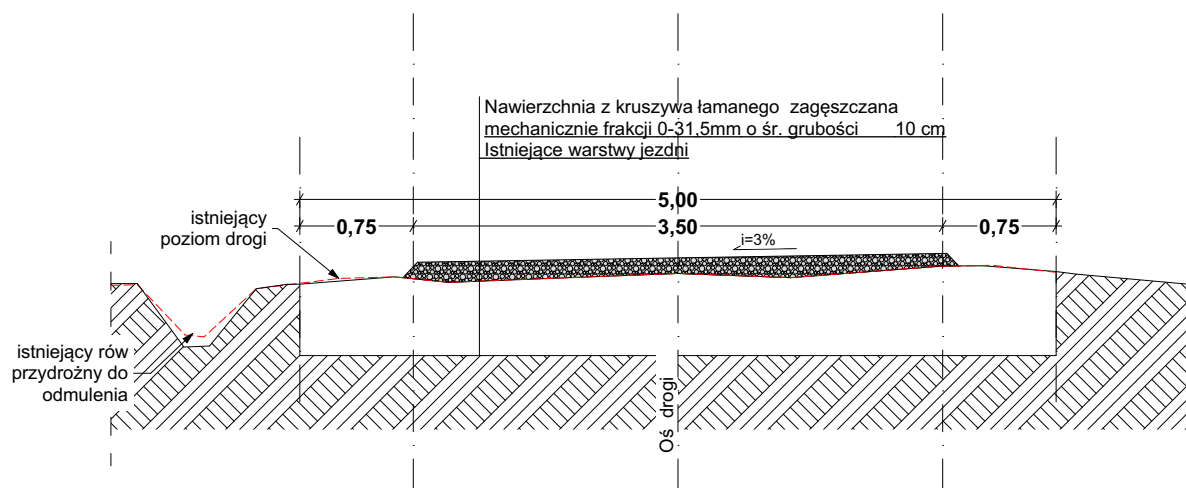 Nawierzchnia z kruszywa łamanego zagęszczana
mechanicznie frakcji 0-31,5mm o śr. grubości 10 cm
Istniejące warstwy jezdni
5,00
0,75
3,50
0,75
istniejący
poziom drogi
i=3%
istniejący rów
przydrożny do
odmulenia
Oś drogi